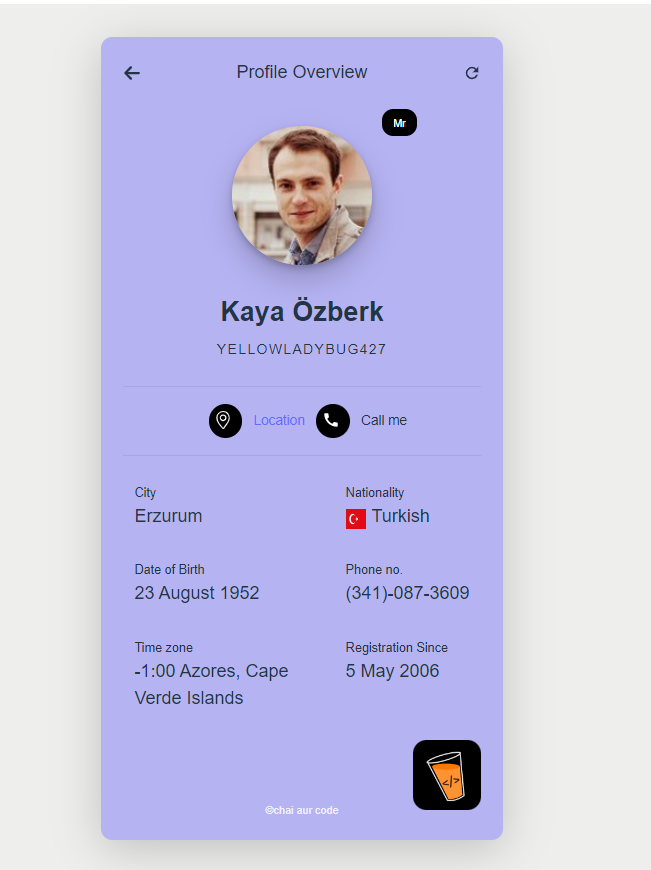 Profile Overview
Mr
Kaya Özberk
YELLOWLADYBUG427
Location Call me
City
Erzurum
Nationality
Turkish
Date of Birth
23 August 1952
Phone no.
(341)-087-3609
Time zone
-1:00 Azores, Cape
Verde Islands
Registration Since
5 May 2006
</>
©chai aur code